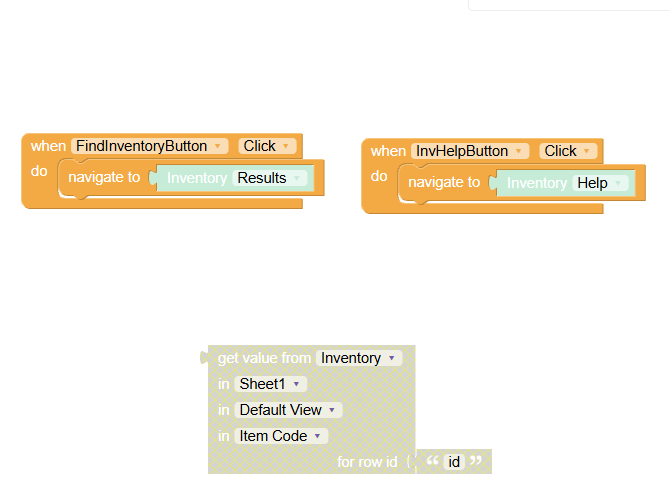 when FindInventoryButton Click
do navigate to Inventory Results
when InvHelpButton Click
do navigate to Inventory Help
get value from Inventory
in Sheet1
in Default View
in Item Code
for row id “ id ”